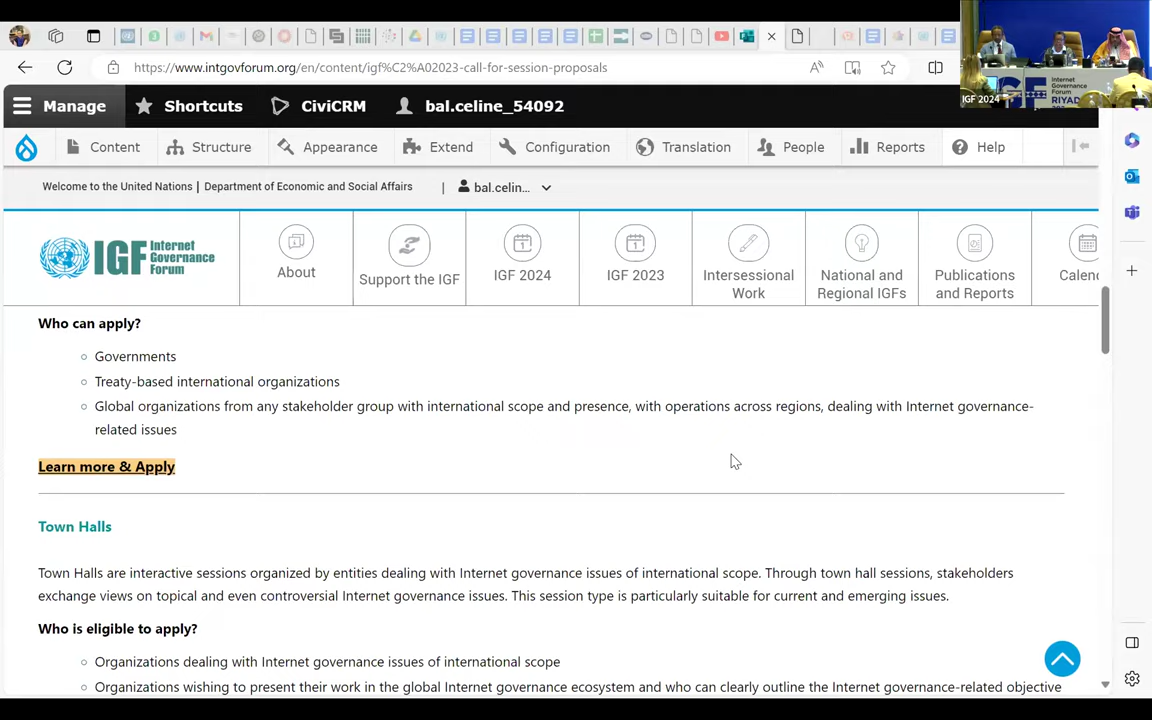 https://www.intgovforum.org/en/content/igf%C2%A02023-call-for-session-proposals
Manage
Shortcuts
CiviCRM
bal.celine_54092
Content
Structure
Appearance
Extend
Configuration
Translation
People
Reports
Help
Welcome to the United Nations | Department of Economic and Social Affairs | bal.celin...
IGF Internet
Governance
Forum
About
Support the IGF
IGF 2024
IGF 2023
Intersessional
Work
National and
Regional IGFs
Publications
and Reports
Calenc
Who can apply?
Governments
Treaty-based international organizations
Global organizations from any stakeholder group with international scope and presence, with operations across regions, dealing with Internet governance-
related issues
Learn more & Apply
Town Halls
Town Halls are interactive sessions organized by entities dealing with Internet governance issues of international scope. Through town hall sessions, stakeholders
exchange views on topical and even controversial Internet governance issues. This session type is particularly suitable for current and emerging issues.
Who is eligible to apply?
Organizations dealing with Internet governance issues of international scope
Organizations wishing to present their work in the global Internet governance ecosystem and who can clearly outline the Internet governance-related objective
IGF 2024
Internet
Governance
Forum
RIYAD